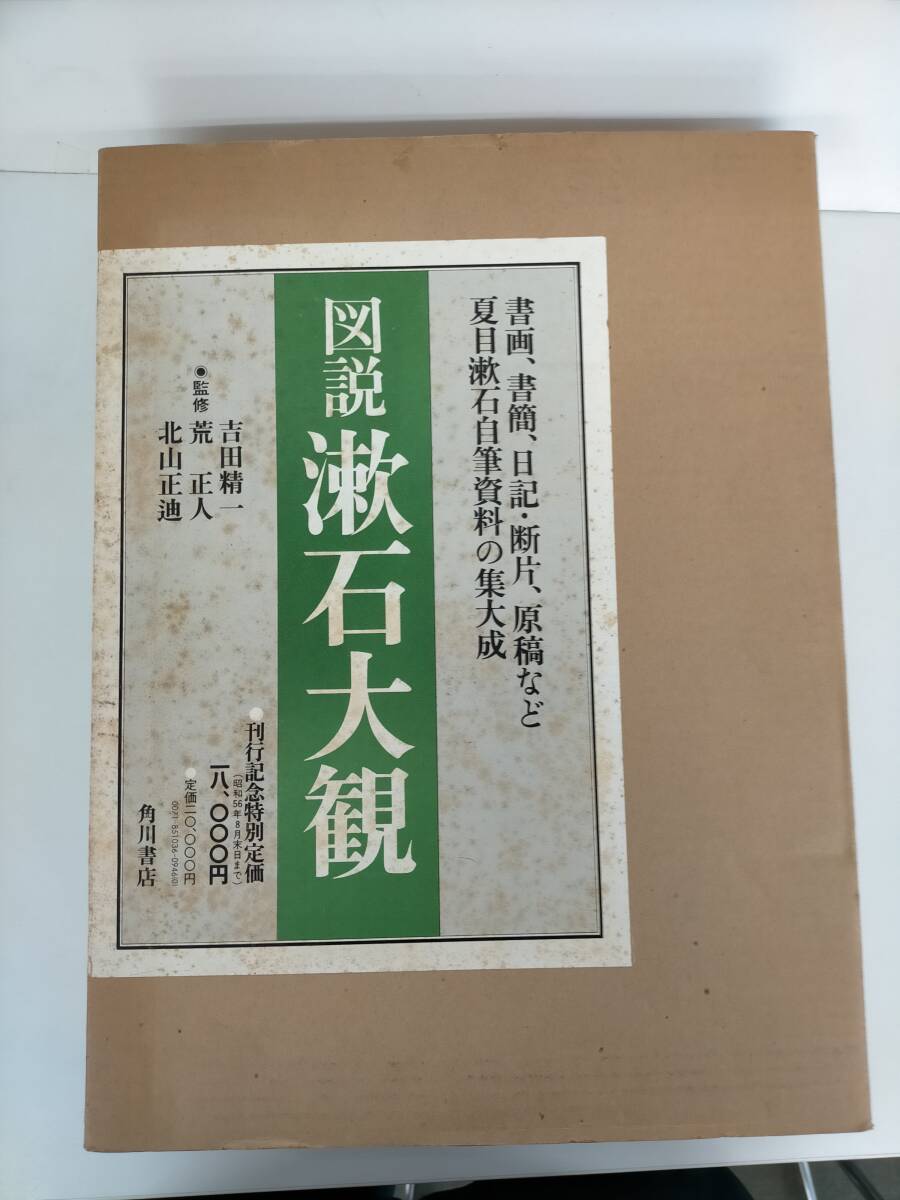 書画、書簡、日記・断片、原稿など
夏目漱石自筆資料の集大成
図説 漱石大観
◉監修
吉田精一
荒 正人
北山正迪
●刊行記念特別定価
(昭和56年8月末日まで)
一八、〇〇〇円
●定価二〇、〇〇〇円
0071-851036-0946(0)
角川書店